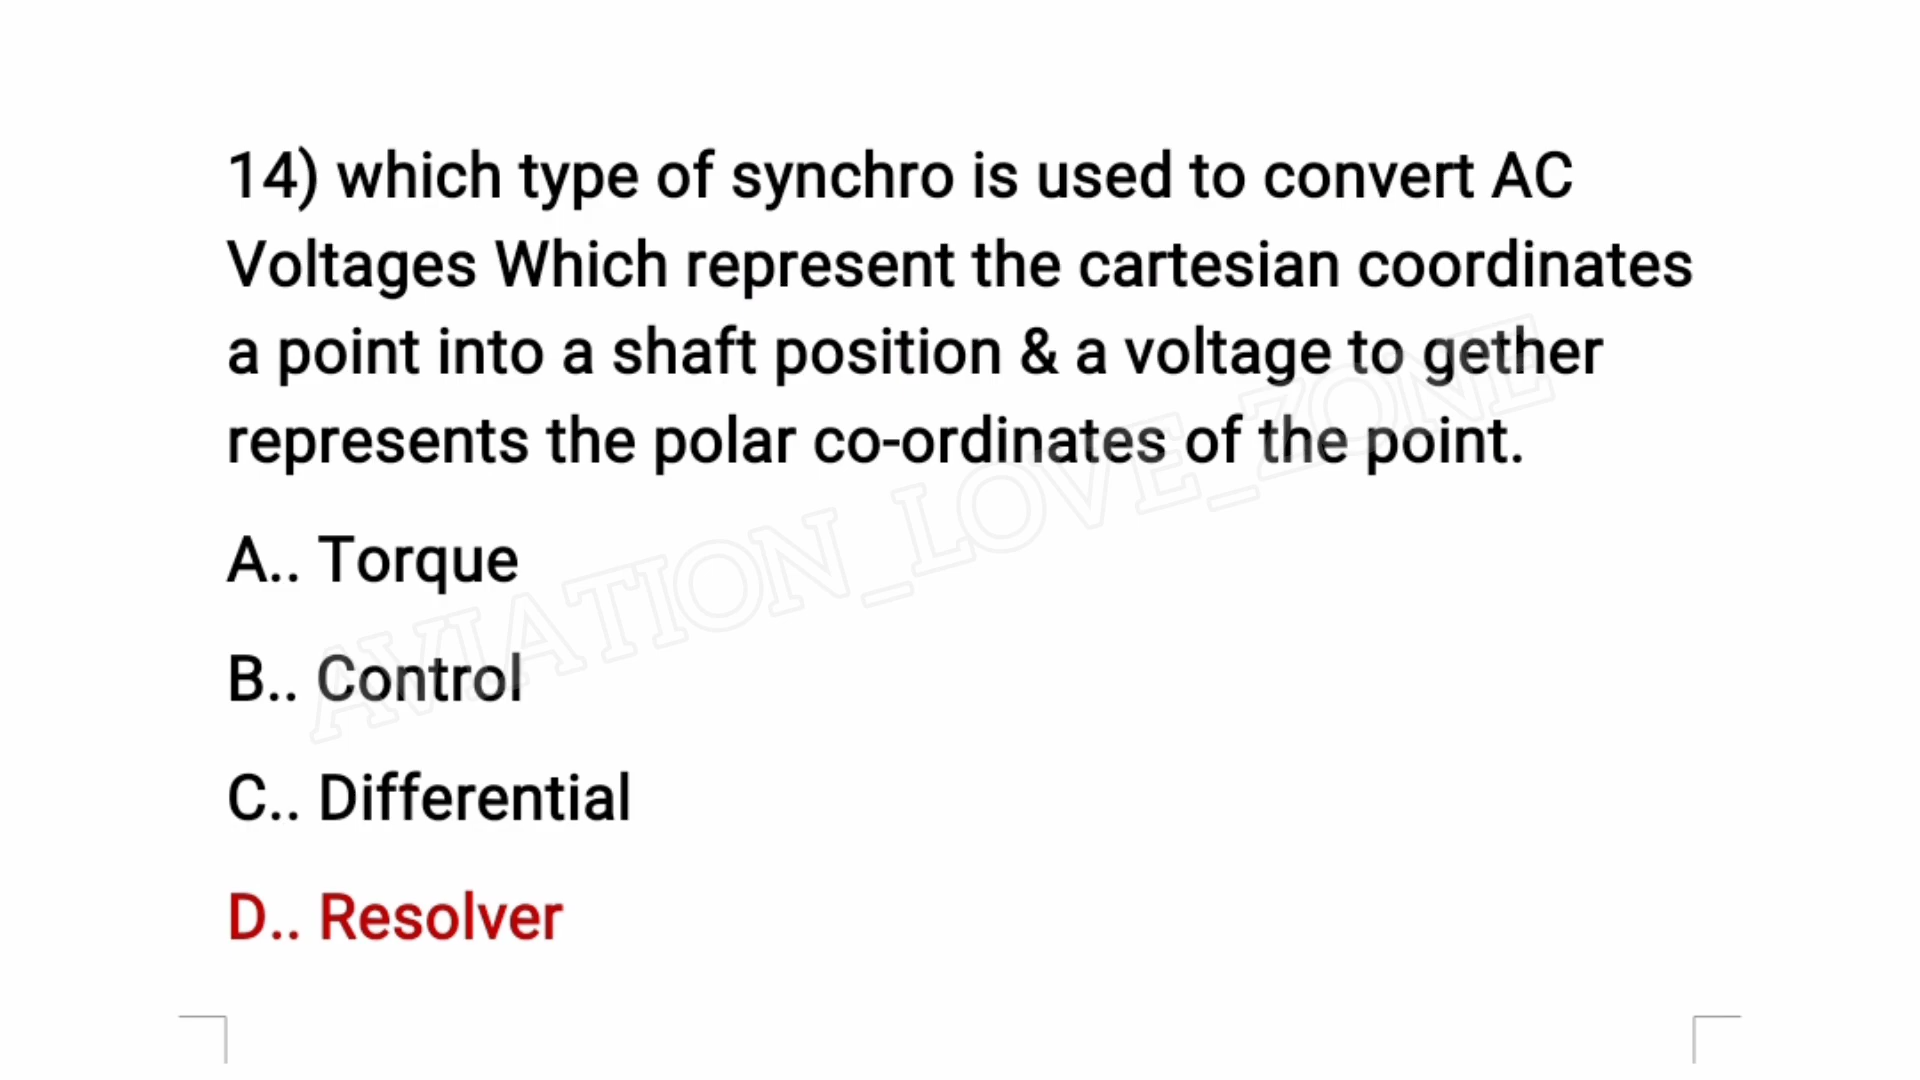 14) which type of synchro is used to convert AC
Voltages Which represent the cartesian coordinates
a point into a shaft position & a voltage to gether
represents the polar co-ordinates of the point.
A.. Torque
B.. Control
C.. Differential
D.. Resolver
AVIATION_LOVE_ZONE